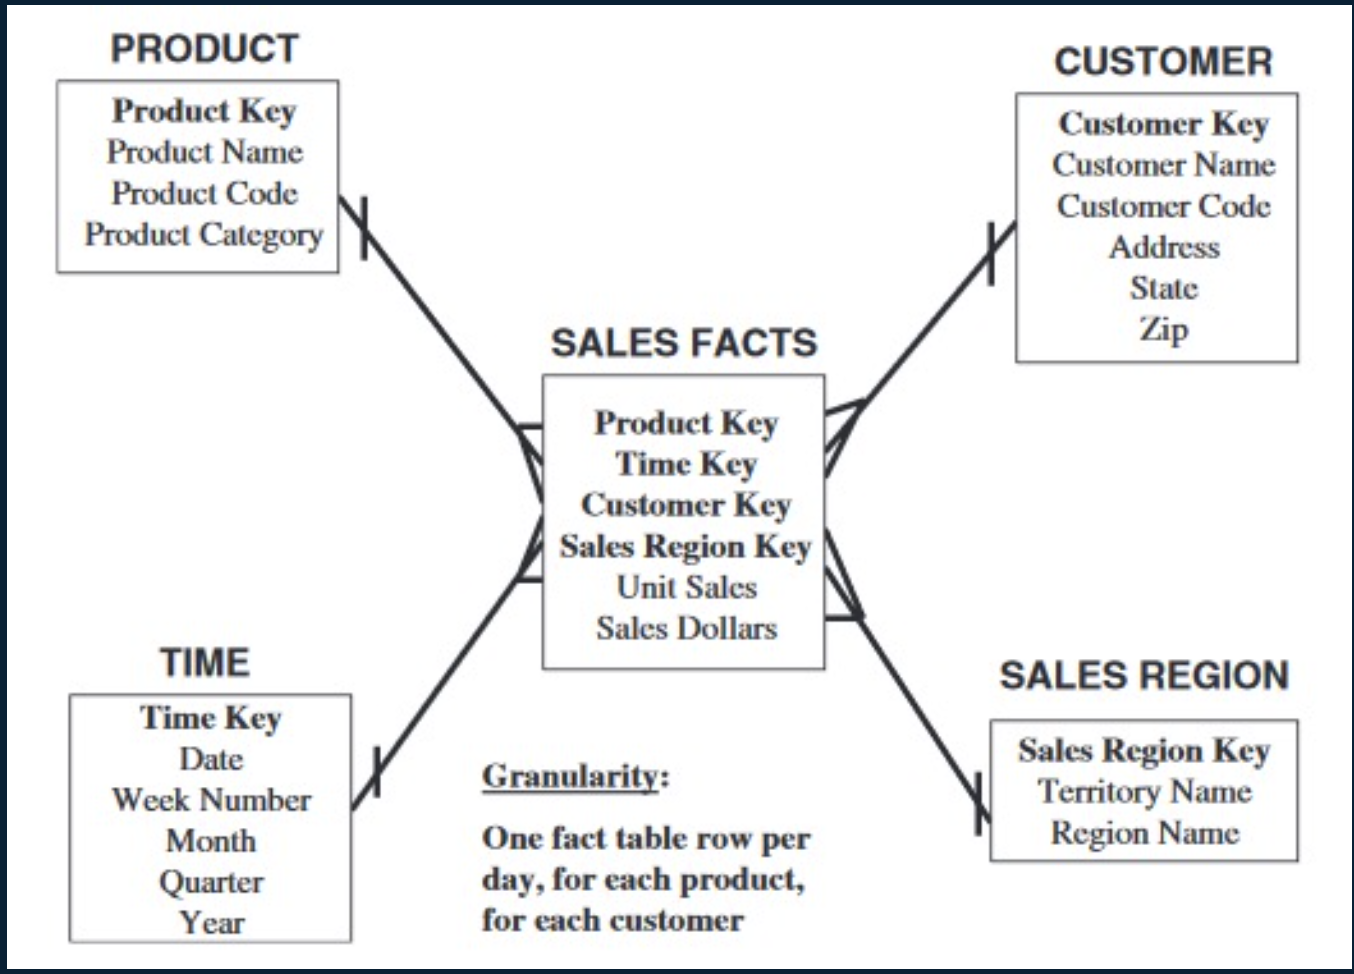 PRODUCT
Product Key
Product Name
Product Code
Product Category
CUSTOMER
Customer Key
Customer Name
Customer Code
Address
State
Zip
SALES FACTS
Product Key
Time Key
Customer Key
Sales Region Key
Unit Sales
Sales Dollars
TIME
Time Key
Date
Week Number
Month
Quarter
Year
Granularity:
One fact table row per
day, for each product,
for each customer
SALES REGION
Sales Region Key
Territory Name
Region Name